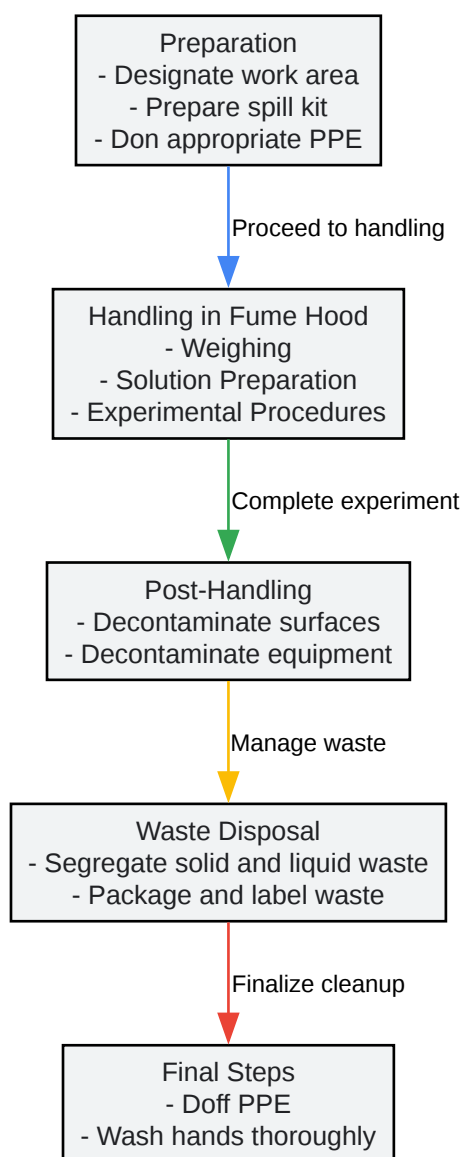 Preparation
- Designate work area
- Prepare spill kit
- Don appropriate PPE
Proceed to handling
Handling in Fume Hood
- Weighing
- Solution Preparation
- Experimental Procedures
Complete experiment
Post-Handling
- Decontaminate surfaces
- Decontaminate equipment
Manage waste
Waste Disposal
- Segregate solid and liquid waste
- Package and label waste
Finalize cleanup
Final Steps
- Doff PPE
- Wash hands thoroughly